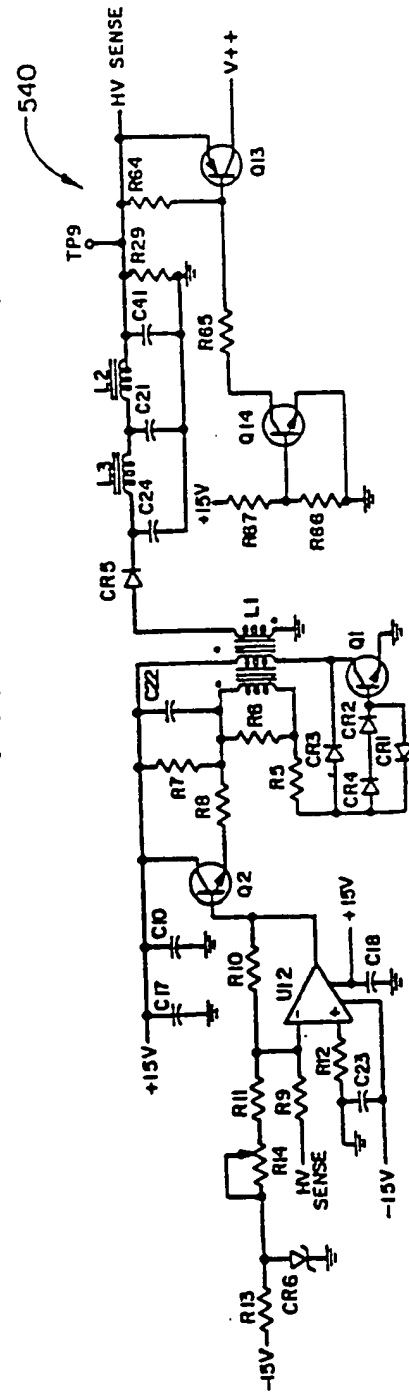 540
HV SENSE
TP9
R64
V++
Q13
R29
C41
L2
C21
L3
C24
R65
Q14
+15V
R67
R66
CR5
L1
C22
R6
R7
R8
R5
CR3
CR2
Q1
CR4
CR1
Q2
C10
C17
+15V
R10
U12
+15V
C18
R11
R9
R12
C23
R14
HV
SENSE
-15V
R13
CR6
-15V